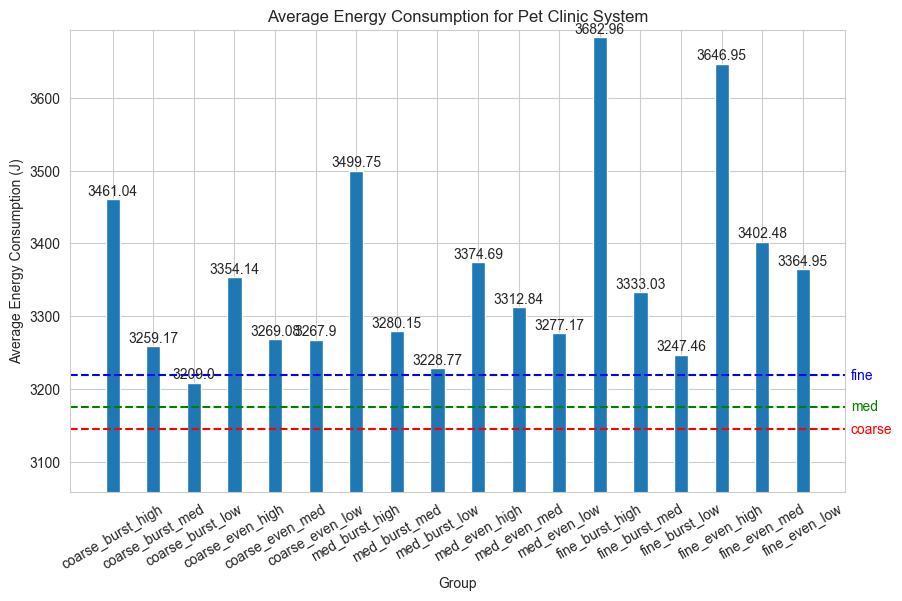 Average Energy Consumption for Pet Clinic System
Average Energy Consumption (J)
3600
3500
3400
3300
3200
3100
3461.04
3259.17
3209.0
3354.14
3269.08
3267.9
3499.75
3280.15
3228.77
3374.69
3312.84
3277.17
3682.96
3333.03
3247.46
3646.95
3402.48
3364.95
fine
med
coarse
coarse_burst_high
coarse_burst_med
coarse_burst_low
coarse_even_high
coarse_even_med
coarse_even_low
med_burst_high
med_burst_med
med_burst_low
med_even_high
med_even_med
med_even_low
fine_burst_high
fine_burst_med
fine_burst_low
fine_even_high
fine_even_med
fine_even_low
Group